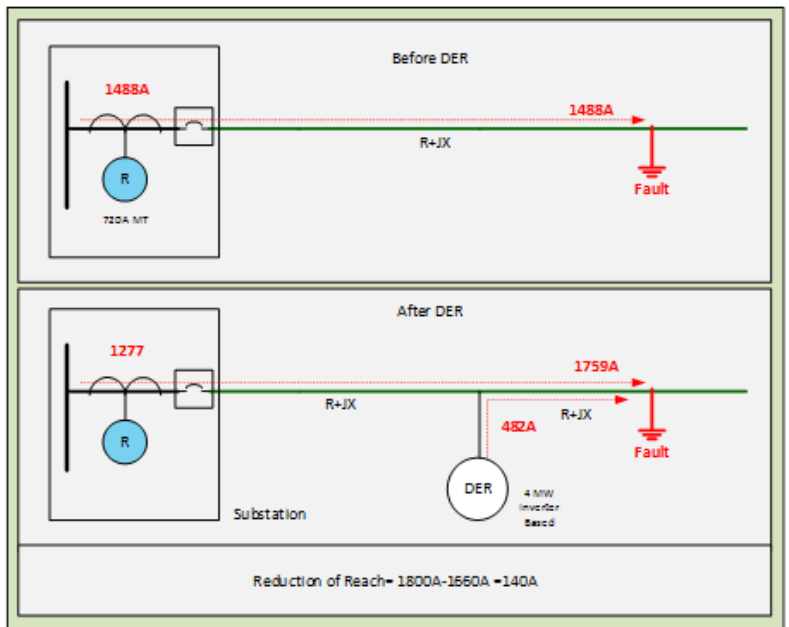 Before DER
1488A
1488A
R+JX
R
Fault
720A MT
After DER
1277
1759A
R+JX
R+JX
482A
R
Fault
DER
4 MW
Inverter
Based
Substation
Reduction of Reach= 1800A-1660A =140A